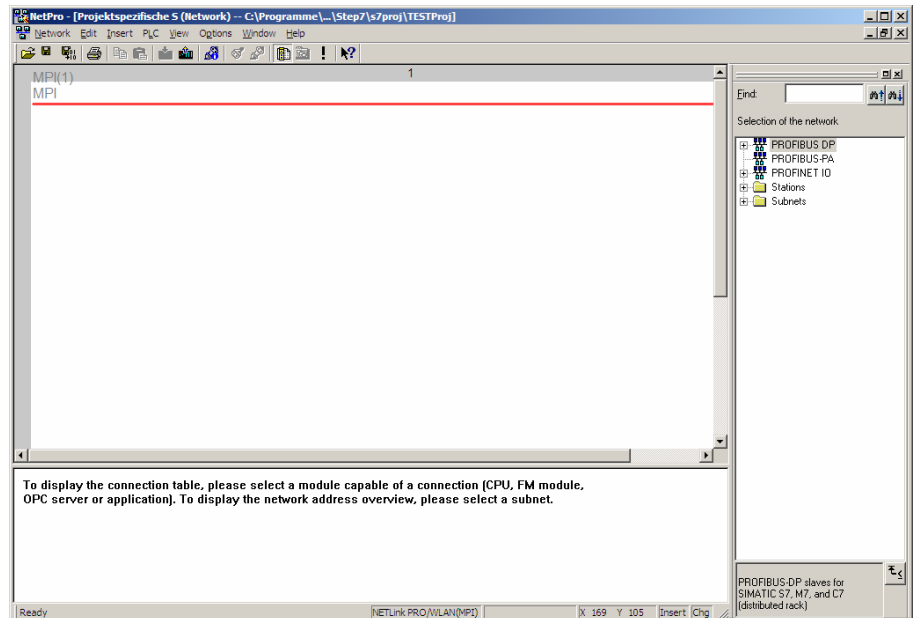 NetPro - [Projektspezifische S (Network) -- C:\Programme\...\Step7\s7proj\TESTProj]
Network Edit Insert PLC View Options Window Help
1
MPI(1)
MPI
Find:
Selection of the network
PROFIBUS DP
PROFIBUS-PA
PROFINET IO
Stations
Subnets
To display the connection table, please select a module capable of a connection (CPU, FM module,
OPC server or application). To display the network address overview, please select a subnet.
PROFIBUS-DP slaves for
SIMATIC S7, M7, and C7
(distributed rack)
Ready NETLink PRO/WLAN(MPI) X 169 Y 105 Insert Chg